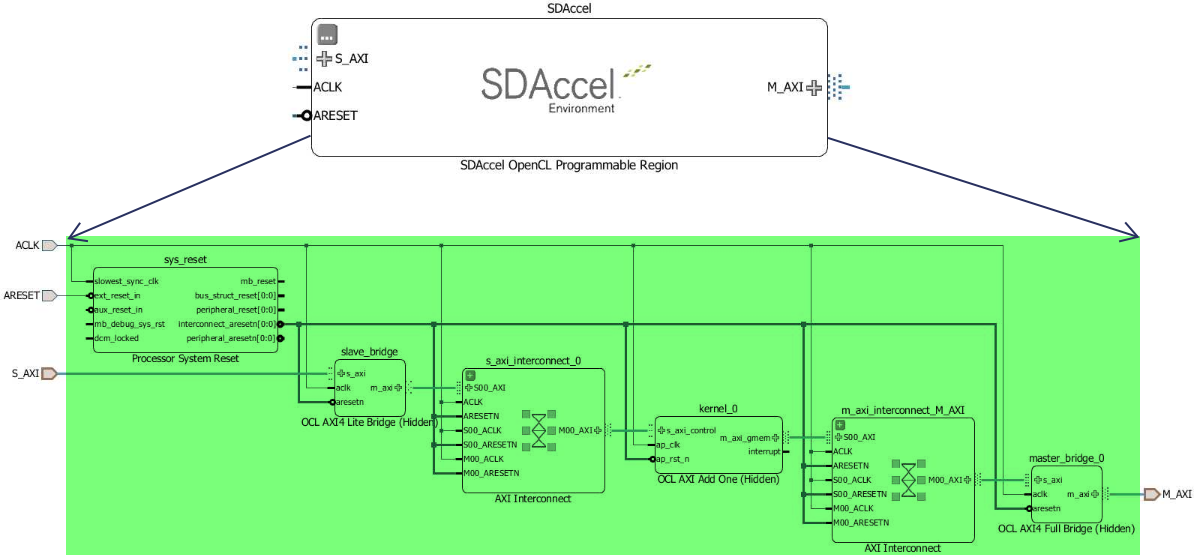 SDAccel
...
S_AXI
ACLK
ARESET
SDAccel
Environment
M_AXI
SDAccel OpenCL Programmable Region
ACLK
ARESET
S_AXI
sys_reset
slowest_sync_clk
ext_reset_in
aux_reset_in
mb_debug_sys_rst
dcm_locked
mb_reset
bus_struct_reset[0:0]
peripheral_reset[0:0]
interconnect_aresetn[0:0]
peripheral_aresetn[0:0]
Processor System Reset
slave_bridge
s_axi
aclk
aresetn
m_axi
OCL AXI4 Lite Bridge (Hidden)
s_axi_interconnect_0
S00_AXI
ACLK
ARESETN
S00_ACLK
S00_ARESETN
M00_ACLK
M00_ARESETN
M00_AXI
AXI Interconnect
kernel_0
s_axi_control
ap_clk
ap_rst_n
m_axi_gmem
interrupt
OCL AXI Add One (Hidden)
m_axi_interconnect_M_AXI
S00_AXI
ACLK
ARESETN
S00_ACLK
S00_ARESETN
M00_ACLK
M00_ARESETN
M00_AXI
AXI Interconnect
master_bridge_0
s_axi
aclk
aresetn
m_axi
OCL AXI4 Full Bridge (Hidden)
M_AXI